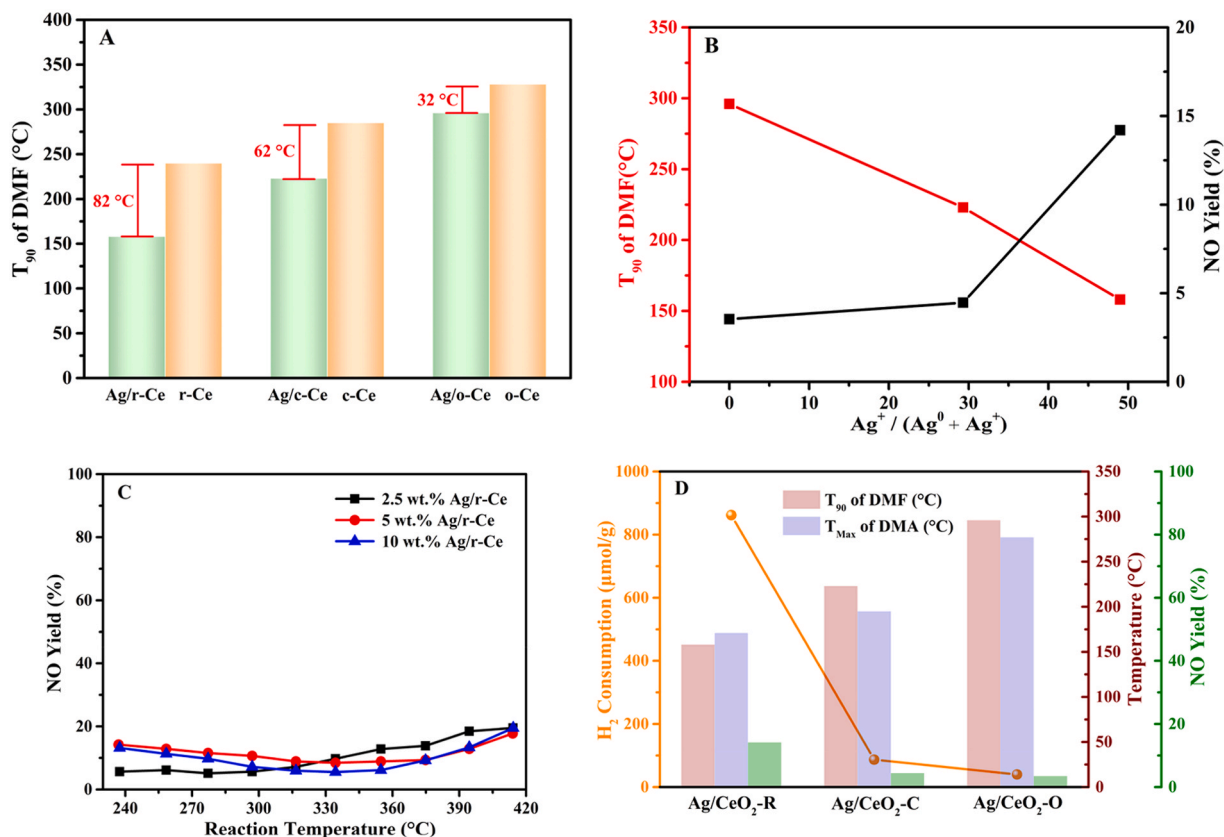 A
T₉₀ of DMF (°C)
400
350
300
250
200
150
100
50
0
82 °C
62 °C
32 °C
Ag/r-Ce r-Ce Ag/c-Ce c-Ce Ag/o-Ce o-Ce
B
T₉₀ of DMF(°C)
350
300
250
200
150
100
NO Yield (%)
20
15
10
5
0
0 10 20 30 40 50
Ag⁺ / (Ag⁰ + Ag⁺)
C
NO Yield (%)
100
80
60
40
20
0
2.5 wt.% Ag/r-Ce
5 wt.% Ag/r-Ce
10 wt.% Ag/r-Ce
240 270 300 330 360 390 420
Reaction Temperature (°C)
D
H₂ Consumption (μmol/g)
1000
800
600
400
200
0
T₉₀ of DMF (°C)
T_Max of DMA (°C)
Temperature (°C)
350
300
250
200
150
100
50
0
NO Yield (%)
100
80
60
40
20
0
Ag/CeO₂-R Ag/CeO₂-C Ag/CeO₂-O